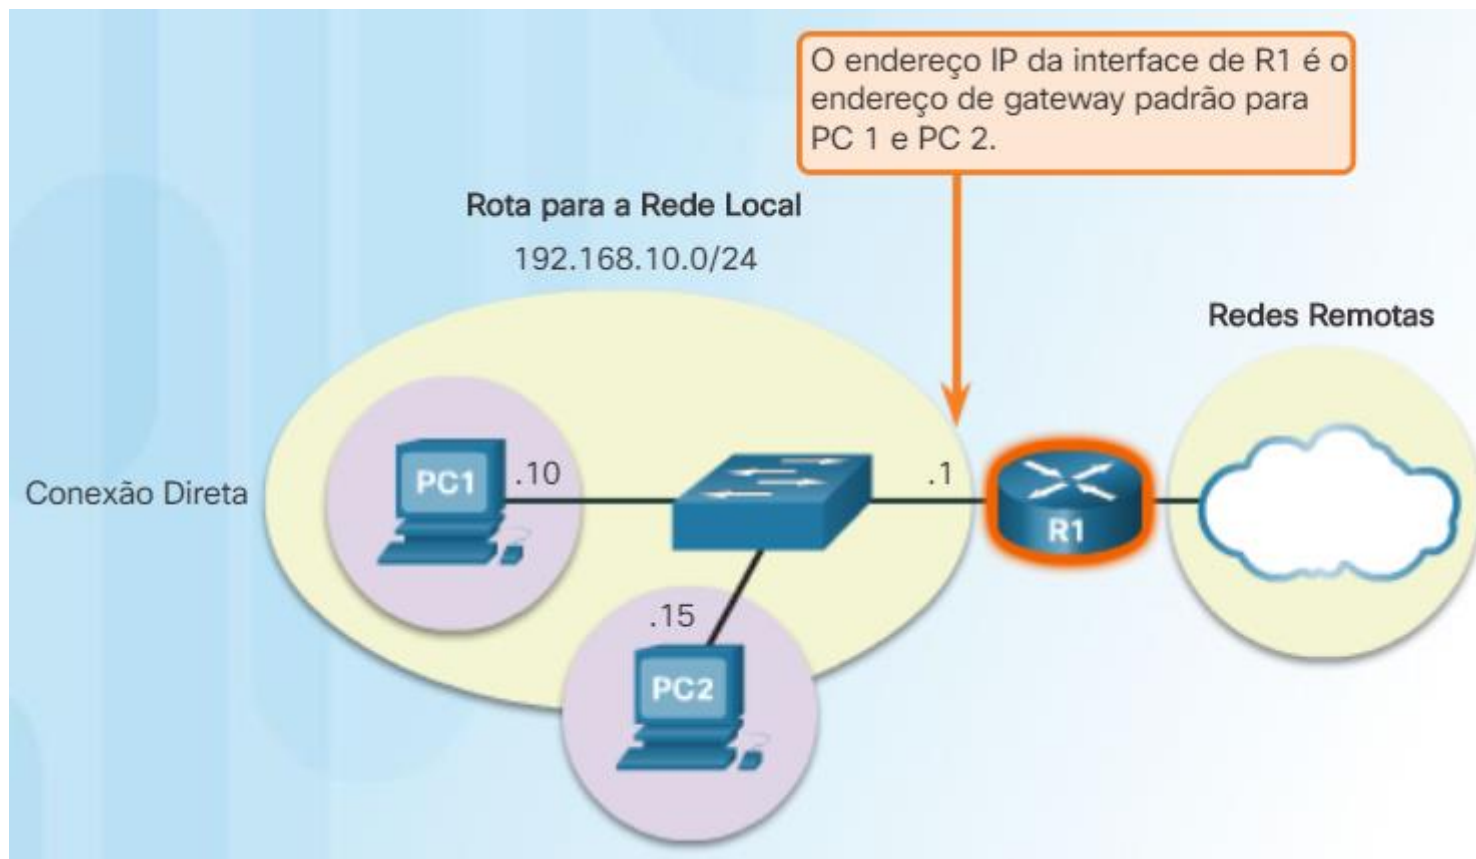 O endereço IP da interface de R1 é o
endereço de gateway padrão para
PC 1 e PC 2.
Rota para a Rede Local
192.168.10.0/24
Redes Remotas
Conexão Direta
PC1
.10
.1
R1
.15
PC2